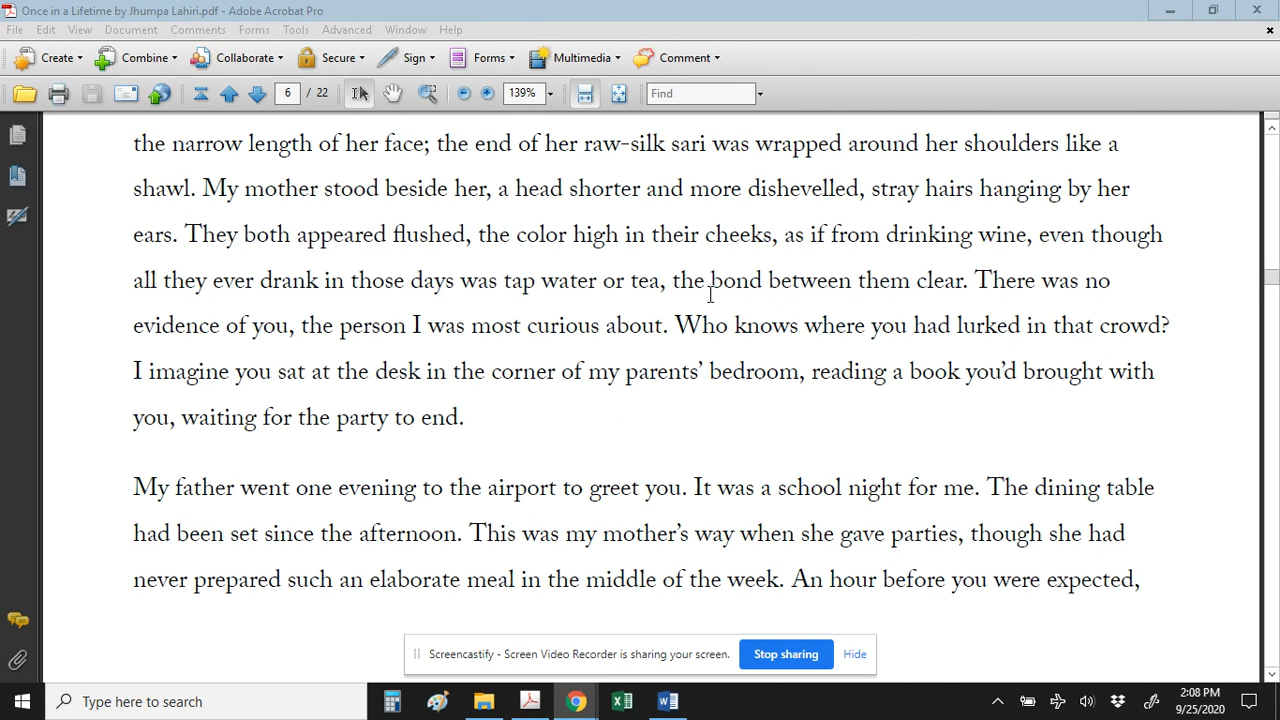 Once in a Lifetime by Jhumpa Lahiri.pdf - Adobe Acrobat Pro
File Edit View Document Comments Forms Tools Advanced Window Help
Create Combine Collaborate Secure Sign Forms Multimedia Comment
6 / 22 139% Find
the narrow length of her face; the end of her raw-silk sari was wrapped around her shoulders like a
shawl. My mother stood beside her, a head shorter and more dishevelled, stray hairs hanging by her
ears. They both appeared flushed, the color high in their cheeks, as if from drinking wine, even though
all they ever drank in those days was tap water or tea, the bond between them clear. There was no
evidence of you, the person I was most curious about. Who knows where you had lurked in that crowd?
I imagine you sat at the desk in the corner of my parents’ bedroom, reading a book you’d brought with
you, waiting for the party to end.
My father went one evening to the airport to greet you. It was a school night for me. The dining table
had been set since the afternoon. This was my mother’s way when she gave parties, though she had
never prepared such an elaborate meal in the middle of the week. An hour before you were expected,
Screencastify - Screen Video Recorder is sharing your screen. Stop sharing Hide
Type here to search
2:08 PM
9/25/2020